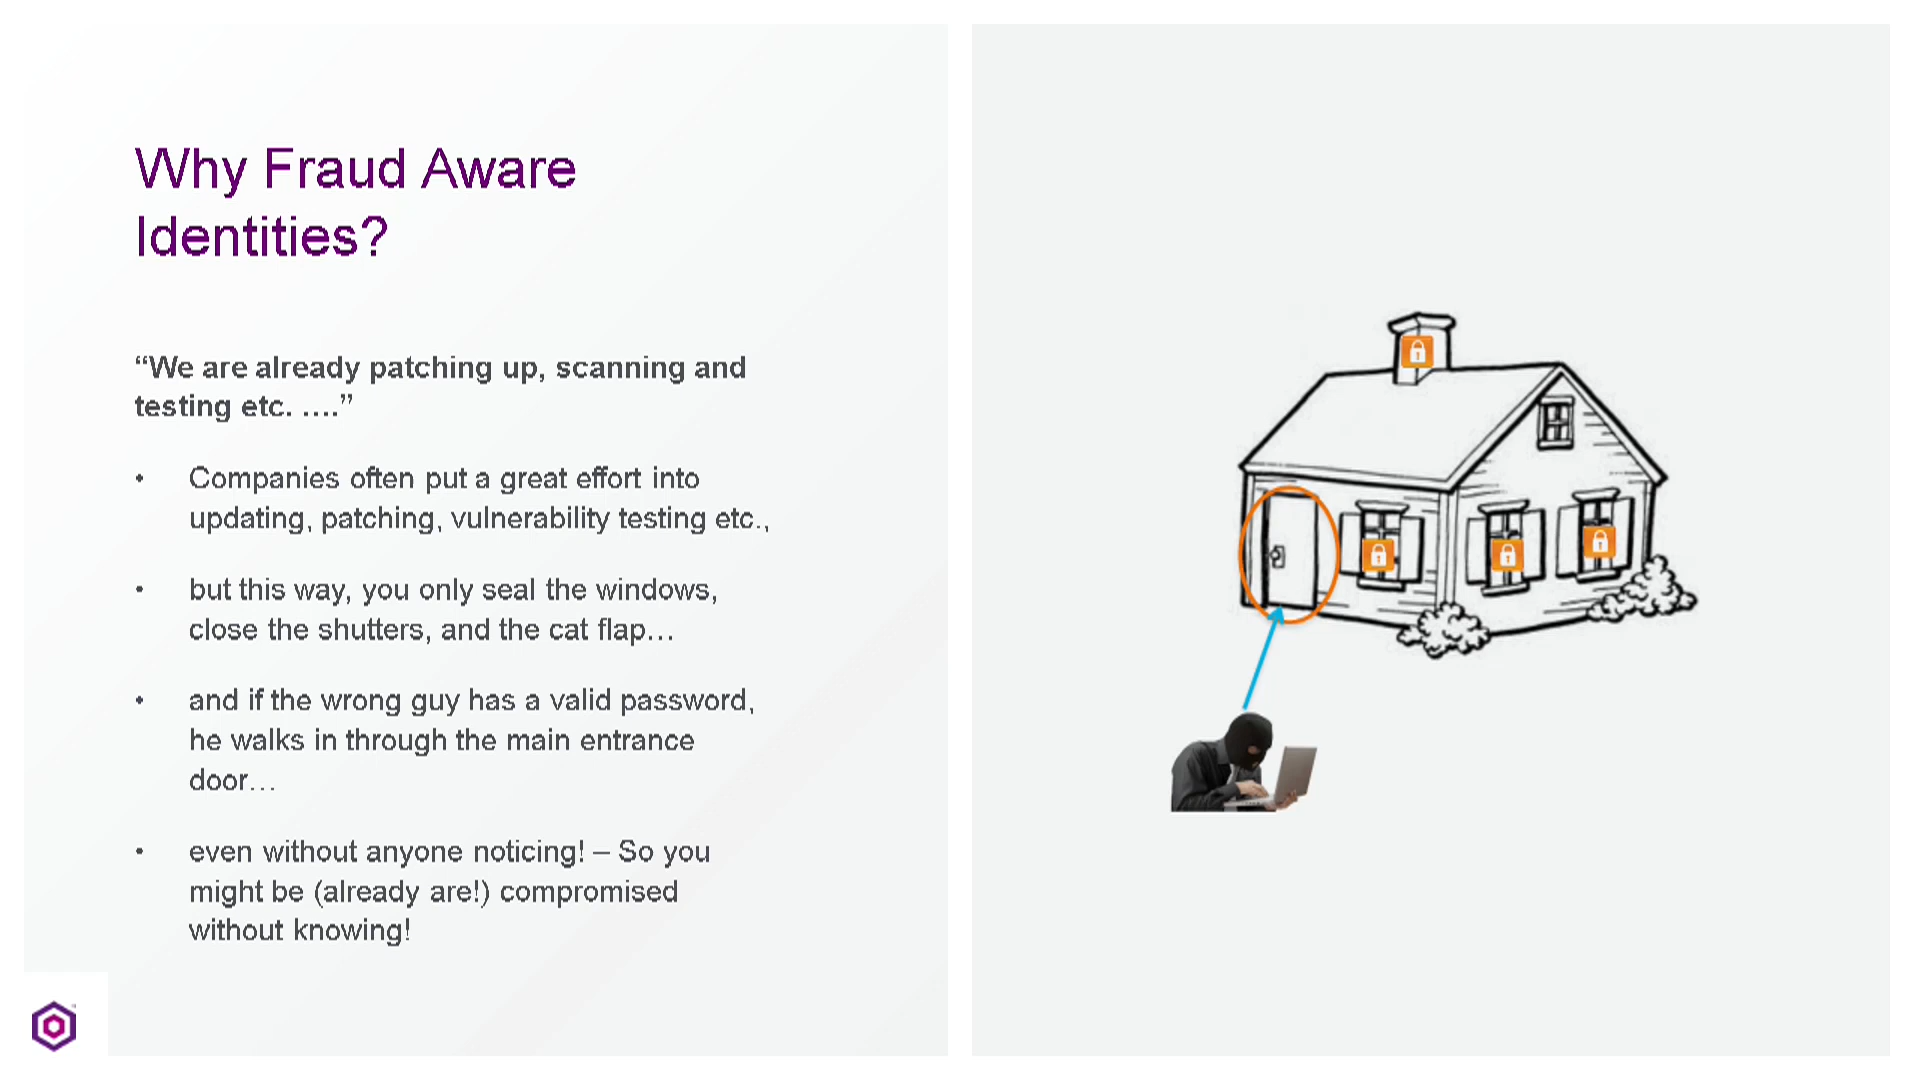 Why Fraud Aware
Identities?
“We are already patching up, scanning and
testing etc. ….”
• Companies often put a great effort into
updating, patching, vulnerability testing etc.,
• but this way, you only seal the windows,
close the shutters, and the cat flap…
• and if the wrong guy has a valid password,
he walks in through the main entrance
door…
• even without anyone noticing! – So you
might be (already are!) compromised
without knowing!